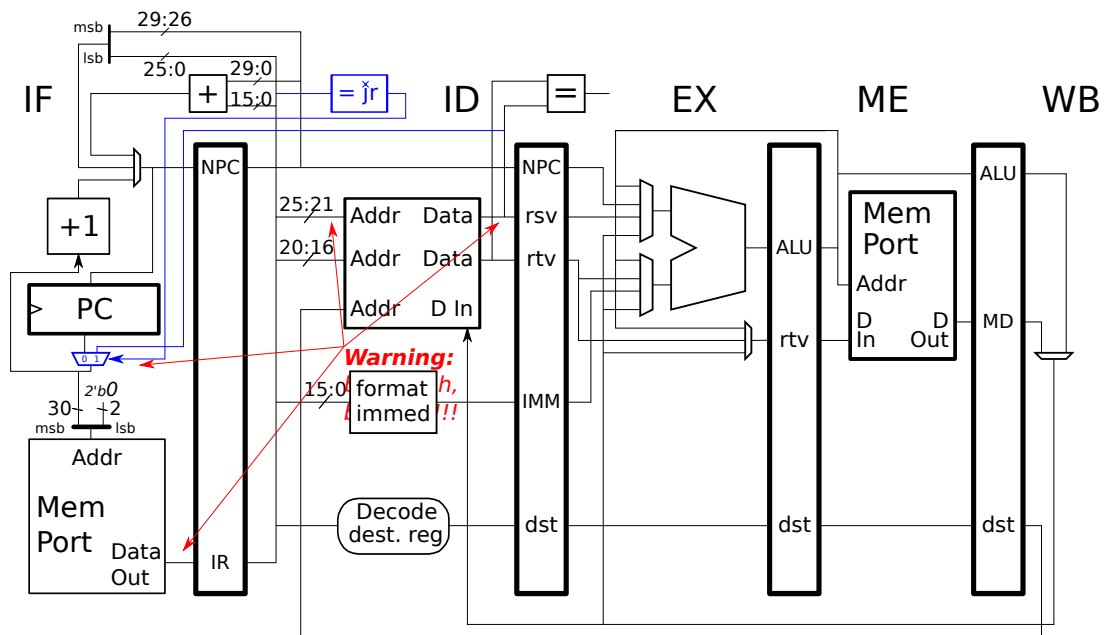 29:26
msb
lsb
25:0
29:0
15:0
+
= jr
x
=
IF
ID
EX
ME
WB
NPC
NPC
ALU
+1
25:21
Addr
Data
rsv
Mem
Port
20:16
Addr
Data
rtv
ALU
Addr
PC
Addr
D In
D
In
D
Out
MD
rtv
0 1
Warning:
h,
!!!
2'b0
30
2
msb
lsb
15:0
format
immed
IMM
Addr
Mem
Port
Data
Out
IR
Decode
dest. reg
dst
dst
dst